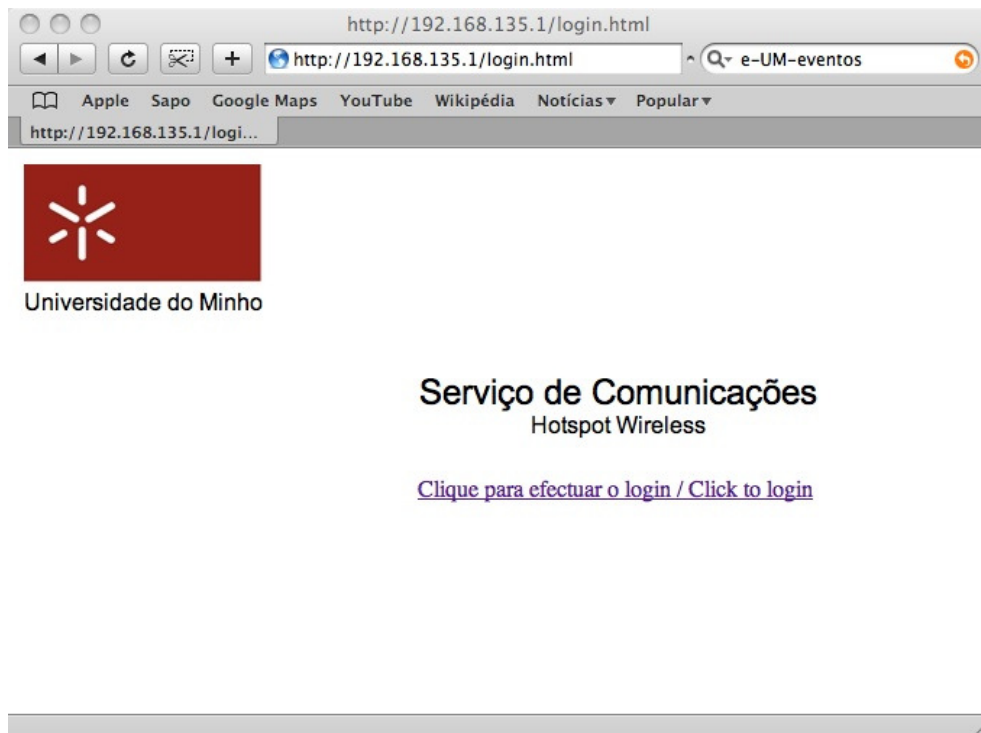 http://192.168.135.1/login.html
http://192.168.135.1/login.html e-UM-eventos
Apple Sapo Google Maps YouTube Wikipédia Notícias Popular
http://192.168.135.1/logi...
Universidade do Minho
Serviço de Comunicações
Hotspot Wireless
Clique para efectuar o login / Click to login